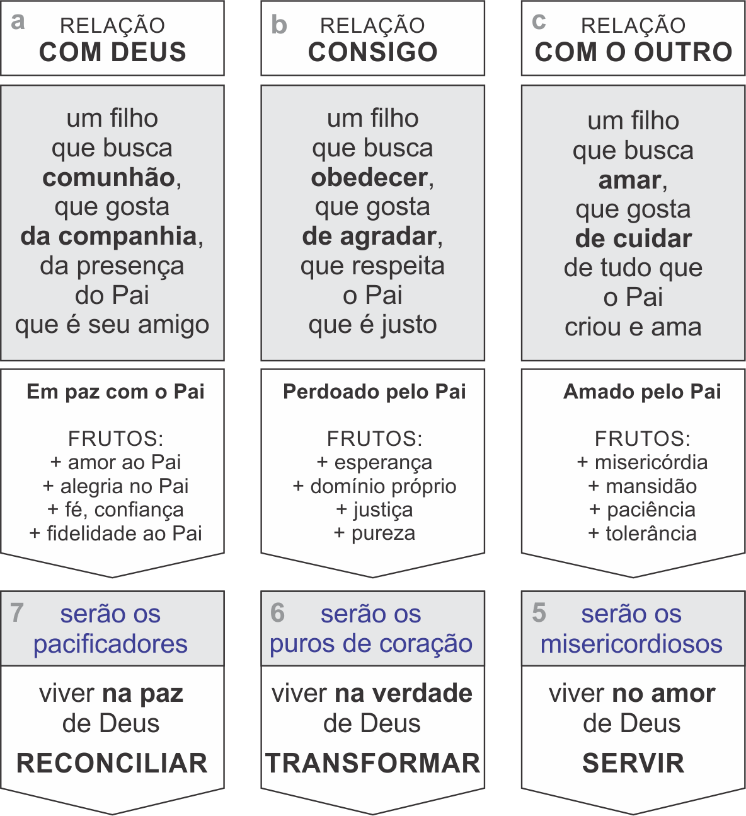 a RELAÇÃO
COM DEUS
um filho
que busca
comunhão,
que gosta
da companhia,
da presença
do Pai
que é seu amigo
Em paz com o Pai
FRUTOS:
+ amor ao Pai
+ alegria no Pai
+ fé, confiança
+ fidelidade ao Pai
7 serão os
pacificadores
viver na paz
de Deus
RECONCILIAR
b RELAÇÃO
CONSIGO
um filho
que busca
obedecer,
que gosta
de agradar,
que respeita
o Pai
que é justo
Perdoado pelo Pai
FRUTOS:
+ esperança
+ domínio próprio
+ justiça
+ pureza
6 serão os
puros de coração
viver na verdade
de Deus
TRANSFORMAR
c RELAÇÃO
COM O OUTRO
um filho
que busca
amar,
que gosta
de cuidar
de tudo que
o Pai
criou e ama
Amado pelo Pai
FRUTOS:
+ misericórdia
+ mansidão
+ paciência
+ tolerância
5 serão os
misericordiosos
viver no amor
de Deus
SERVIR